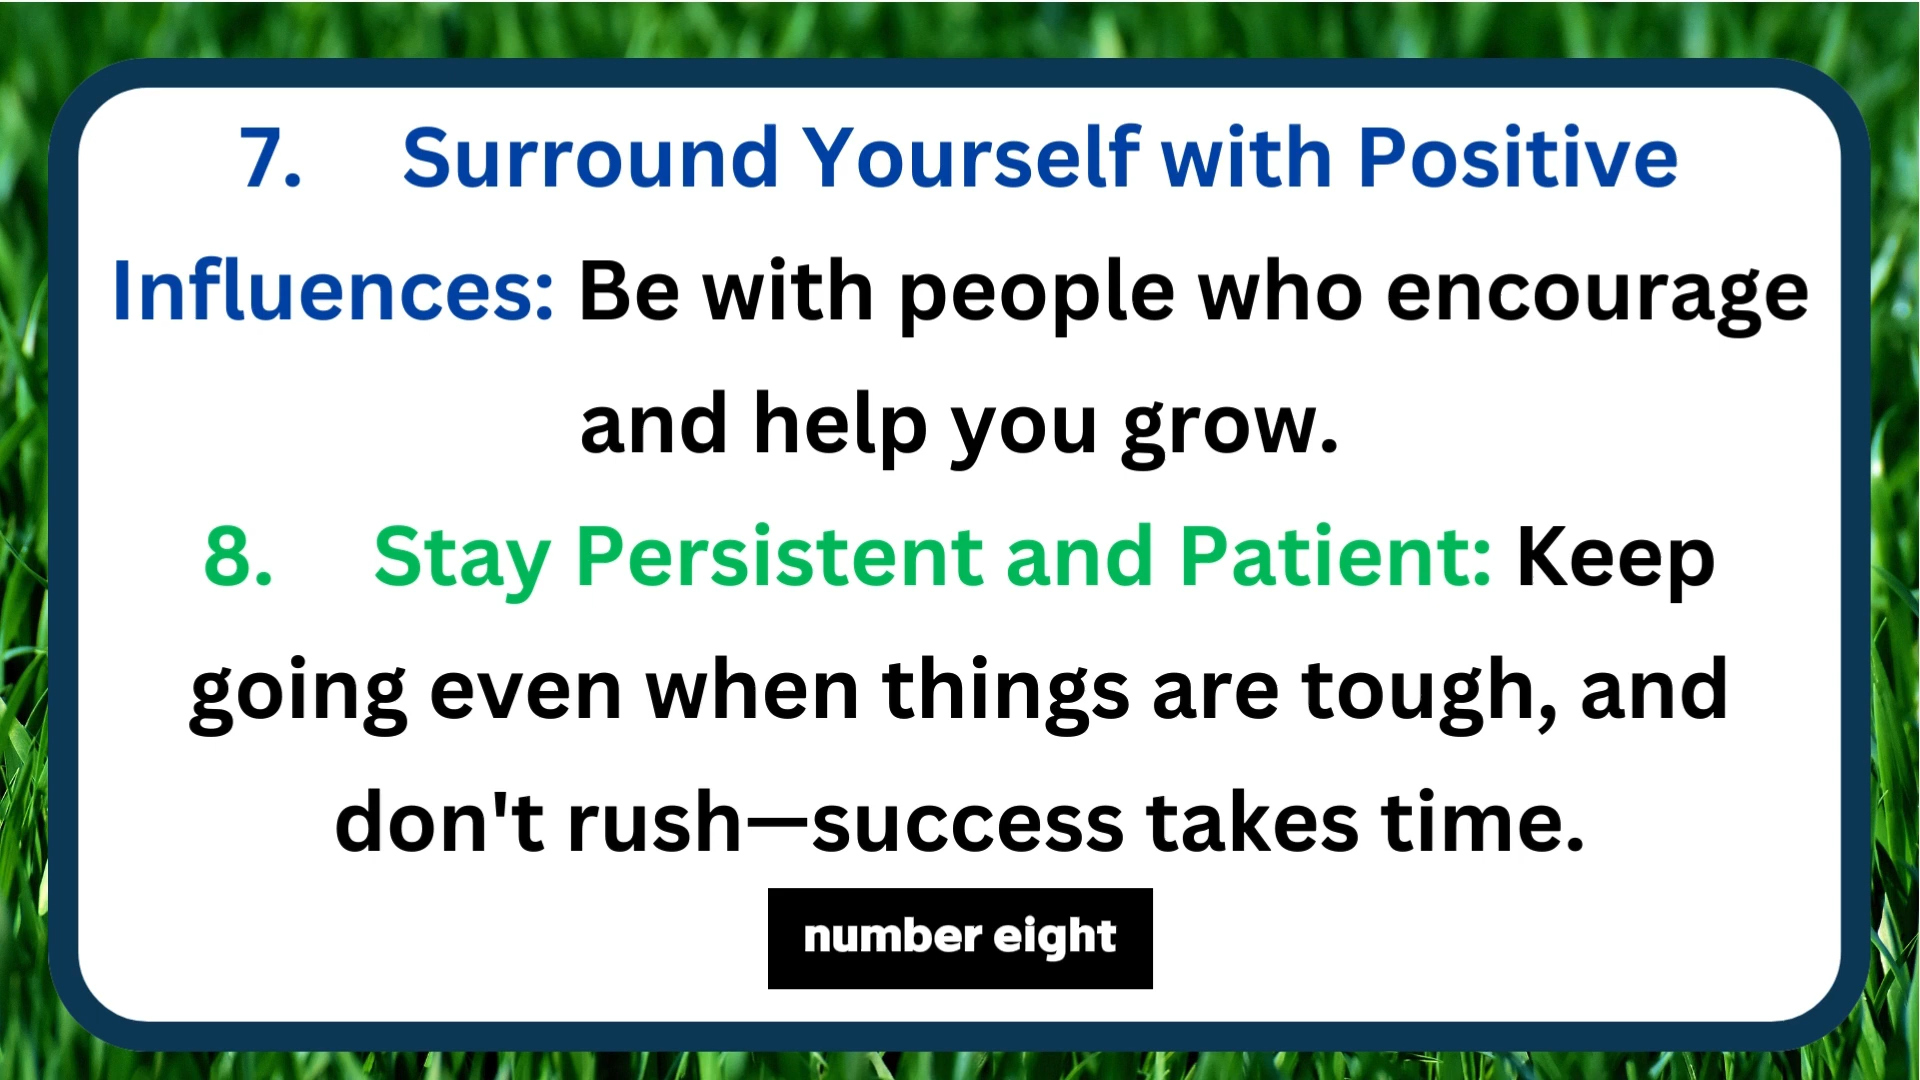 7. Surround Yourself with Positive
Influences: Be with people who encourage
and help you grow.
8. Stay Persistent and Patient: Keep
going even when things are tough, and
don't rush—success takes time.
number eight